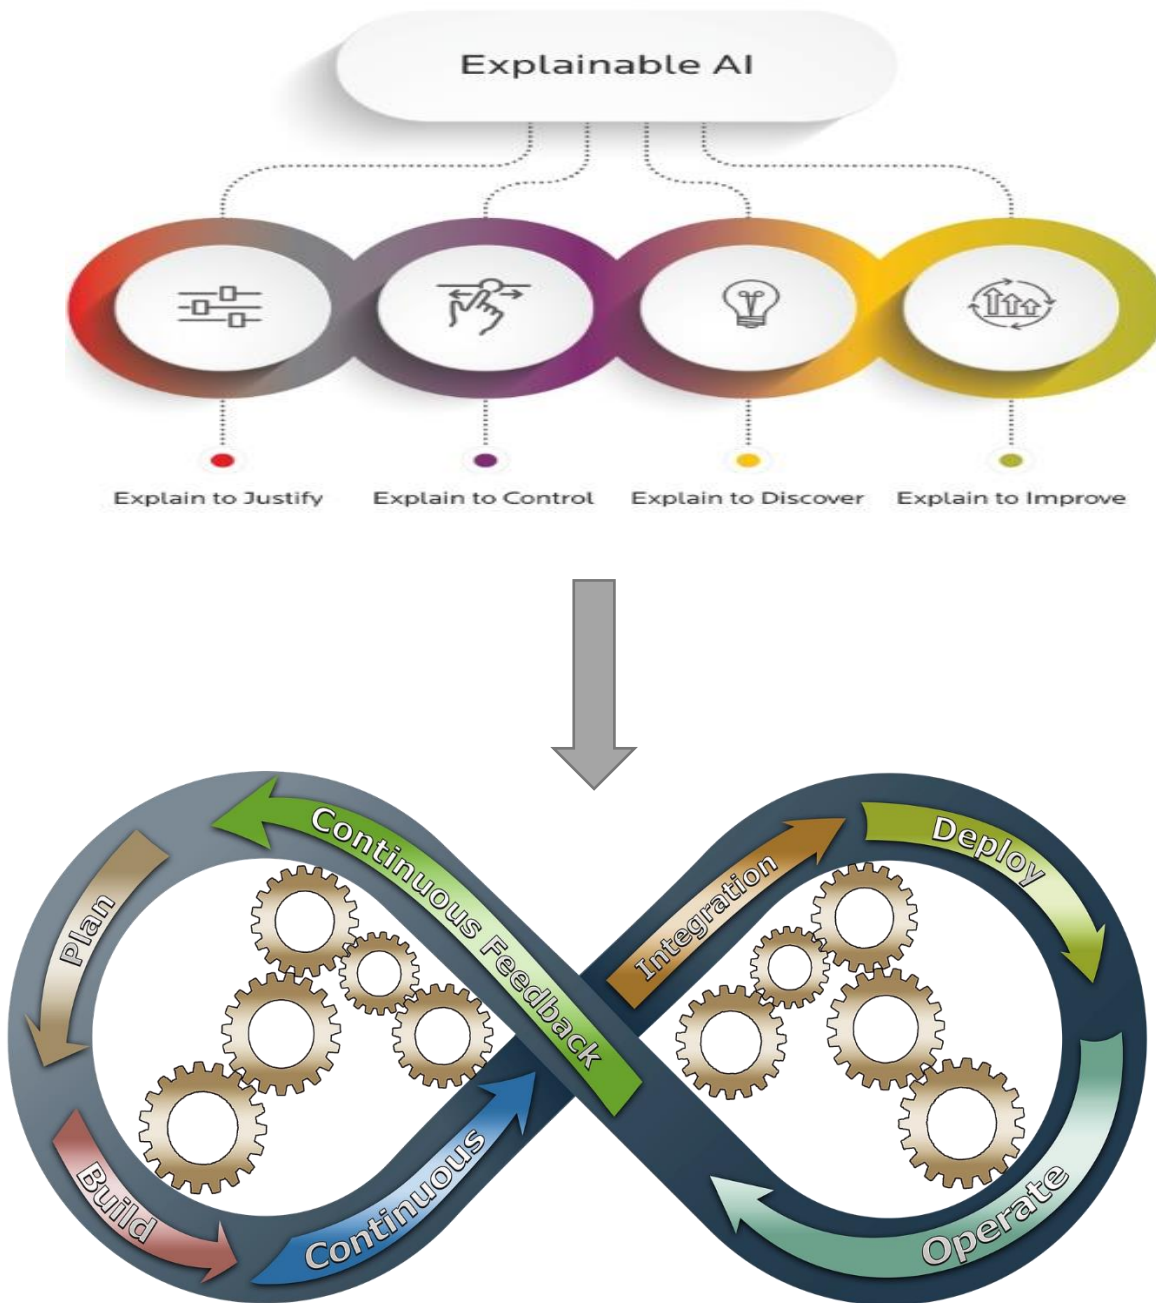 Explainable AI
Explain to Justify
Explain to Control
Explain to Discover
Explain to Improve
Continuous Feedback
Plan
Build
Continuous
Integration
Deploy
Operate